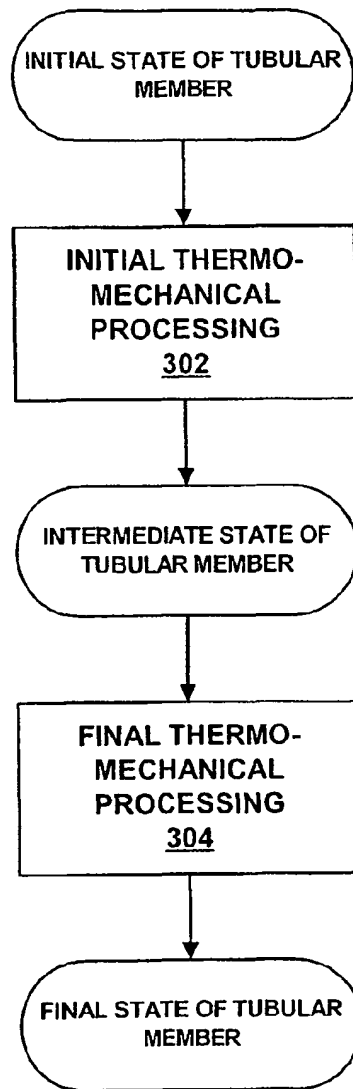 INITIAL STATE OF TUBULAR
MEMBER
INITIAL THERMO-
MECHANICAL
PROCESSING
302
INTERMEDIATE STATE OF
TUBULAR MEMBER
FINAL THERMO-
MECHANICAL
PROCESSING
304
FINAL STATE OF TUBULAR
MEMBER